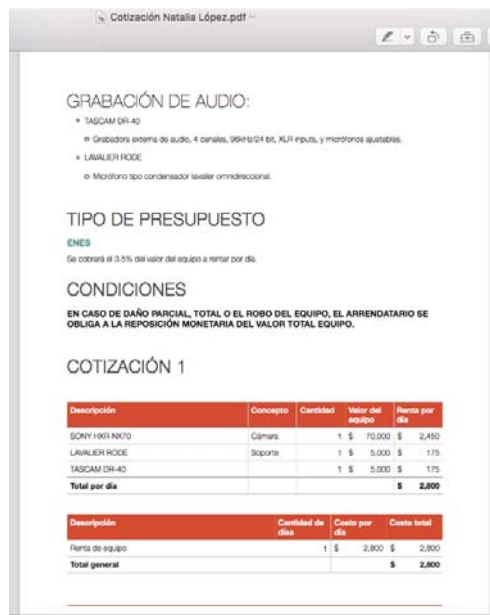 Cotización Natalia López.pdf
GRABACIÓN DE AUDIO:
TASCAM DR-40
Grabadora externa de audio, 4 canales, 96kHz/24 bit, XLR inputs, y micrófonos ajustables.
LAVALIER RODE
Micrófono tipo condensador lavalier omnidireccional.
TIPO DE PRESUPUESTO
ENES
Se cobrará el 3.5% del valor del equipo a rentar por día.
CONDICIONES
EN CASO DE DAÑO PARCIAL, TOTAL O EL ROBO DEL EQUIPO, EL ARRENDATARIO SE
OBLIGA A LA REPOSICIÓN MONETARIA DEL VALOR TOTAL EQUIPO.
COTIZACIÓN 1
Descripción Concepto Cantidad Valor del equipo Renta por día
SONY HXR-NX70 Cámara 1 $ 70,000 $ 2,450
LAVALIER RODE Soporte 1 $ 5,000 $ 175
TASCAM DR-40 1 $ 5,000 $ 175
Total por día $ 2,800
Descripción Cantidad de días Costo por día Costo total
Renta de equipo 1 $ 2,800 $ 2,800
Total general $ 2,800